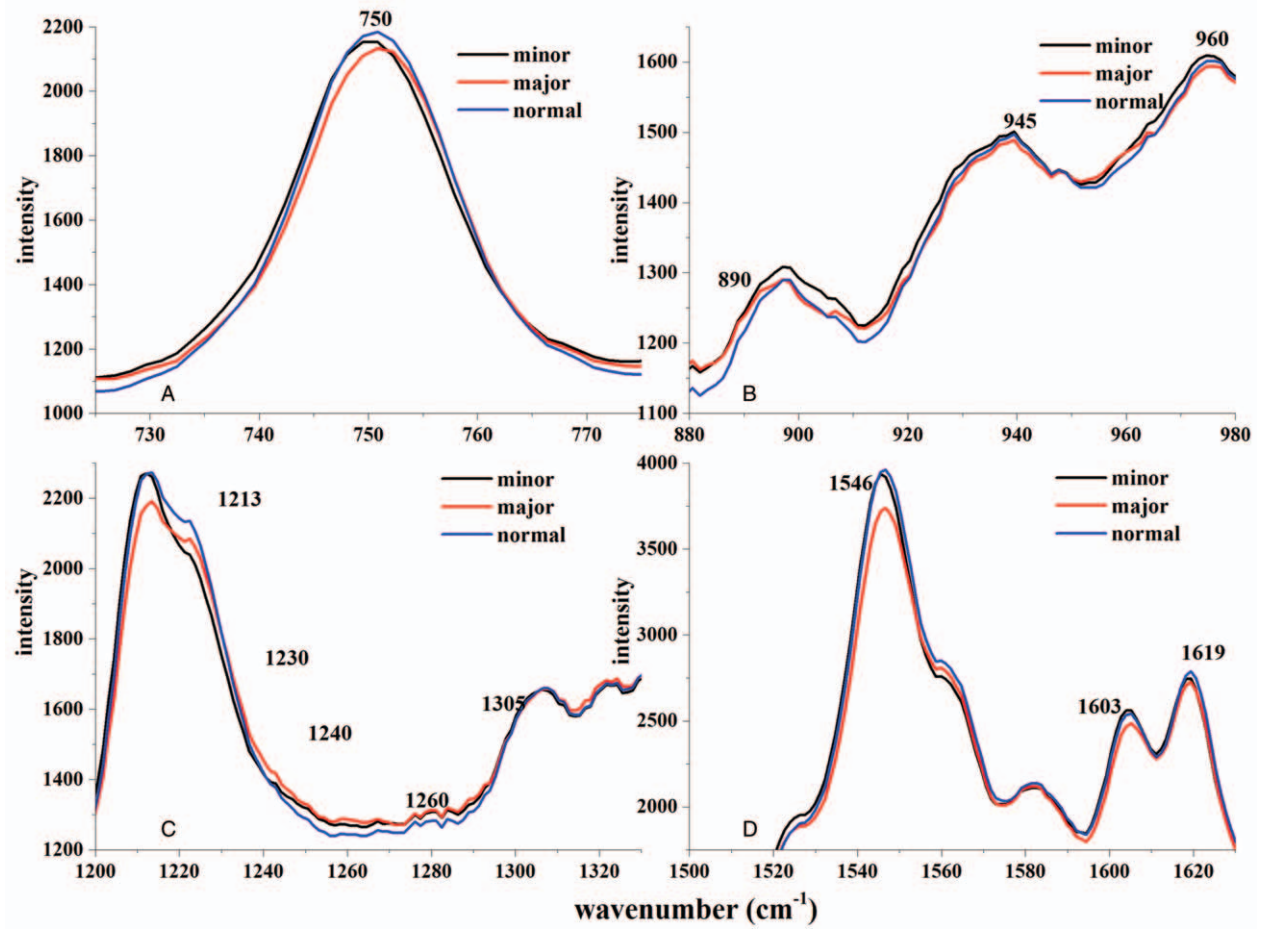 750
2200
2000
1800
1600
1400
1200
1000
intensity
minor
major
normal
A
730
740
750
760
770
960
1600
1500
1400
1300
1200
1100
intensity
minor
major
normal
945
890
B
880
900
920
940
960
980
2200
2000
1800
1600
1400
1200
intensity
minor
major
normal
1213
1230
1240
1260
1305
C
1200
1220
1240
1260
1280
1300
1320
4000
3500
3000
2500
2000
intensity
1546
minor
major
normal
1603
1619
D
1500
1520
1540
1560
1580
1600
1620
wavenumber (cm⁻¹)